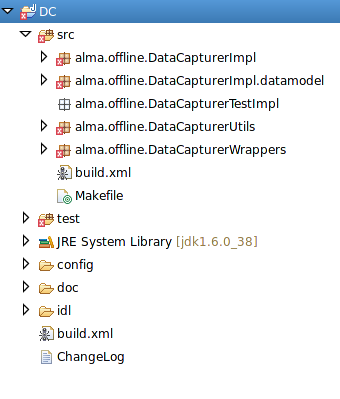 DC
src
alma.offline.DataCapturerImpl
alma.offline.DataCapturerImpl.datamodel
alma.offline.DataCapturerTestImpl
alma.offline.DataCapturerUtils
alma.offline.DataCapturerWrappers
build.xml
Makefile
test
JRE System Library [jdk1.6.0_38]
config
doc
idl
build.xml
ChangeLog